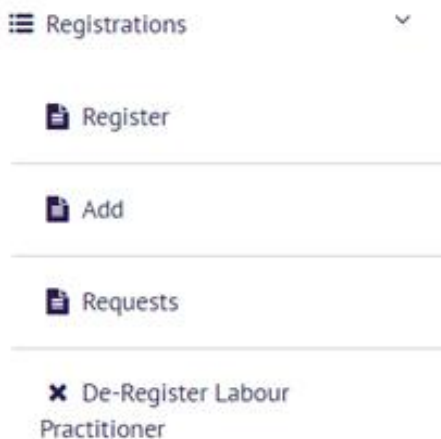 Registrations
Register
Add
Requests
De-Register Labour
Practitioner